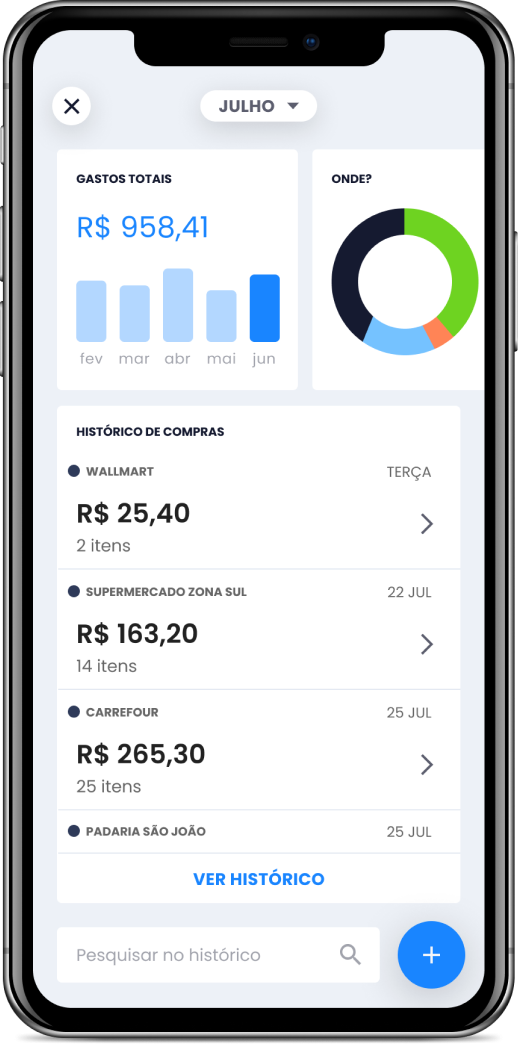 JULHO
GASTOS TOTAIS
R$ 958,41
fev mar abr mai jun
ONDE?
HISTÓRICO DE COMPRAS
WALLMART TERÇA
R$ 25,40
2 itens
SUPERMERCADO ZONA SUL 22 JUL
R$ 163,20
14 itens
CARREFOUR 25 JUL
R$ 265,30
25 itens
PADARIA SÃO JOÃO 25 JUL
VER HISTÓRICO
Pesquisar no histórico